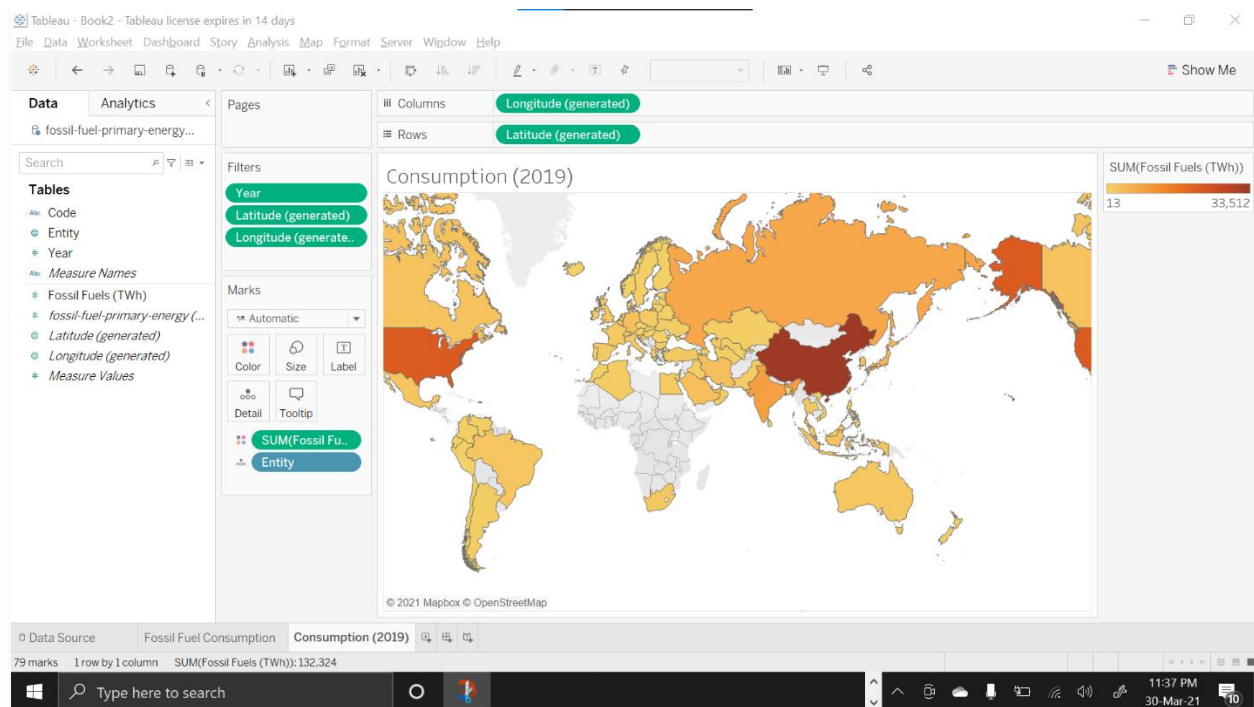 Tableau - Book2 - Tableau license expires in 14 days
File Data Worksheet Dashboard Story Analysis Map Format Server Window Help
Show Me
Data Analytics
fossil-fuel-primary-energy...
Search
Tables
Abc Code
Entity
Year
Abc Measure Names
Fossil Fuels (TWh)
fossil-fuel-primary-energy (...
Latitude (generated)
Longitude (generated)
Measure Values
Pages
Filters
Year
Latitude (generated)
Longitude (generate..
Marks
Automatic
Color Size Label
Detail Tooltip
SUM(Fossil Fu..
Entity
Columns Longitude (generated)
Rows Latitude (generated)
Consumption (2019)
© 2021 Mapbox © OpenStreetMap
SUM(Fossil Fuels (TWh))
13 33,512
Data Source Fossil Fuel Consumption Consumption (2019)
79 marks 1 row by 1 column SUM(Fossil Fuels (TWh)): 132,324
Type here to search
11:37 PM
30-Mar-21
10